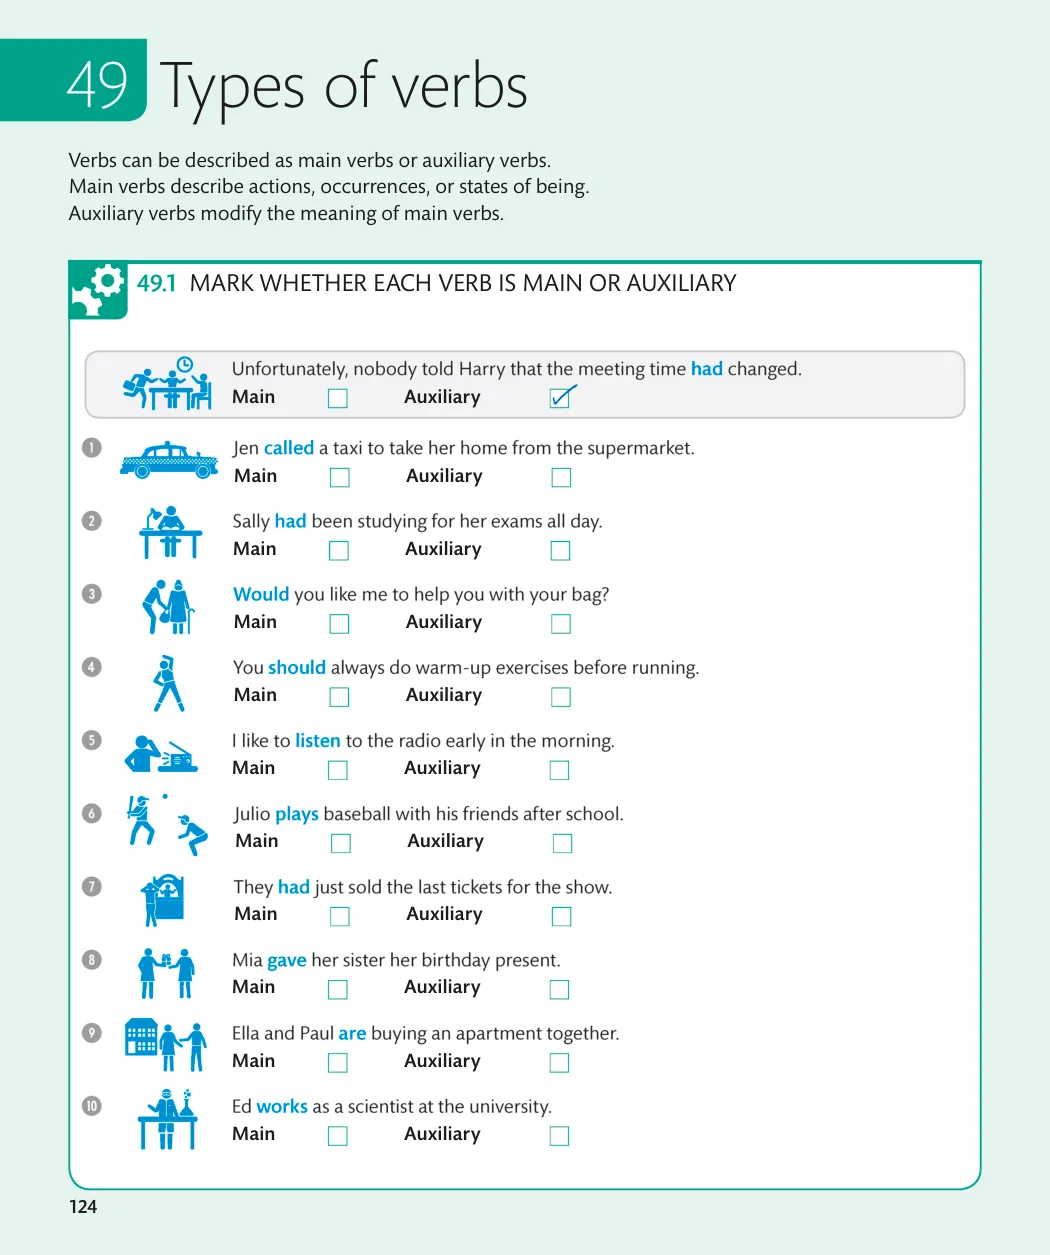 49 Types of verbs
Verbs can be described as main verbs or auxiliary verbs.
Main verbs describe actions, occurrences, or states of being.
Auxiliary verbs modify the meaning of main verbs.
49.1 MARK WHETHER EACH VERB IS MAIN OR AUXILIARY
Unfortunately, nobody told Harry that the meeting time had changed.
Main Auxiliary
1 Jen called a taxi to take her home from the supermarket.
Main Auxiliary
2 Sally had been studying for her exams all day.
Main Auxiliary
3 Would you like me to help you with your bag?
Main Auxiliary
4 You should always do warm-up exercises before running.
Main Auxiliary
5 I like to listen to the radio early in the morning.
Main Auxiliary
6 Julio plays baseball with his friends after school.
Main Auxiliary
7 They had just sold the last tickets for the show.
Main Auxiliary
8 Mia gave her sister her birthday present.
Main Auxiliary
9 Ella and Paul are buying an apartment together.
Main Auxiliary
10 Ed works as a scientist at the university.
Main Auxiliary
124